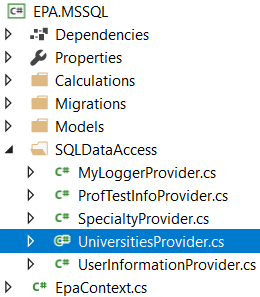 EPA.MSSQL
Dependencies
Properties
Calculations
Migrations
Models
SQLDataAccess
MyLoggerProvider.cs
ProfTestInfoProvider.cs
SpecialtyProvider.cs
UniversitiesProvider.cs
UserInformationProvider.cs
EpaContext.cs